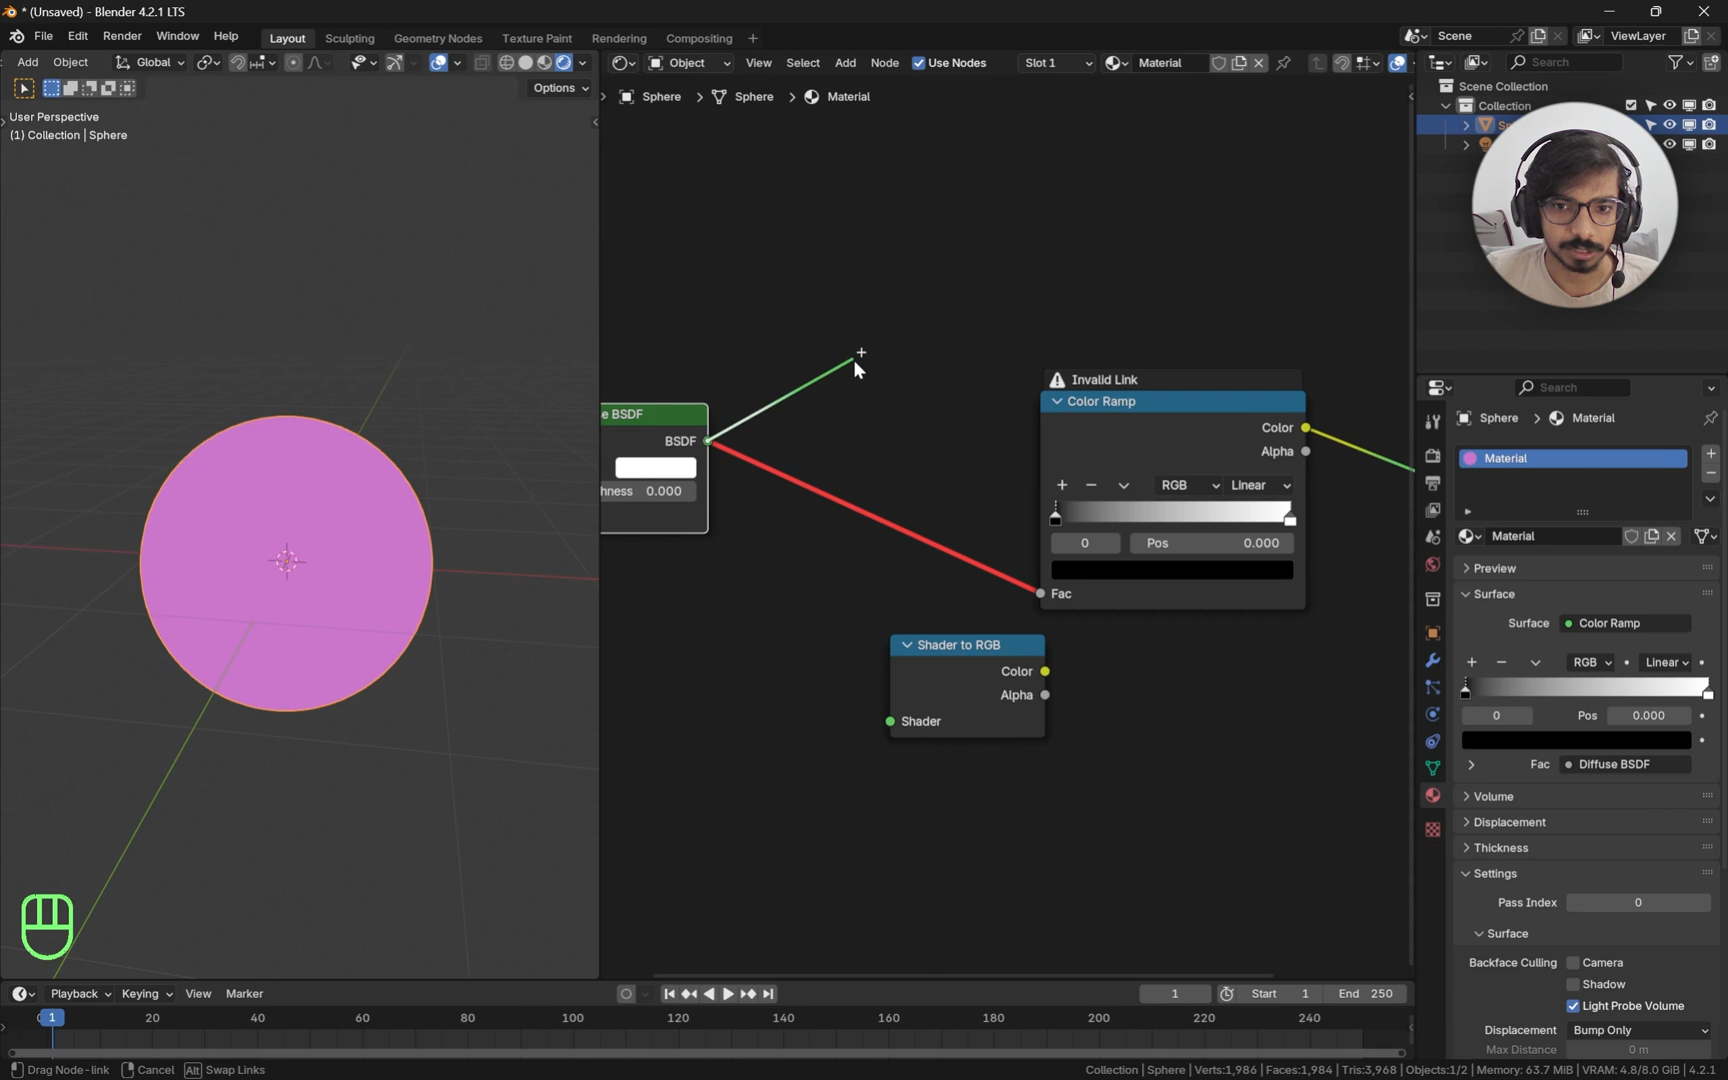 * (Unsaved) - Blender 4.2.1 LTS
File Edit Render Window Help Layout Sculpting Geometry Nodes Texture Paint Rendering Compositing + Scene ViewLayer
Add Object Global Object View Select Add Node Use Nodes Slot 1 Material Search
Options
User Perspective
(1) Collection | Sphere
Sphere > Sphere > Material
Scene Collection
Collection
Invalid Link
Color Ramp
Color
Alpha
RGB Linear
0 Pos 0.000
Fac
e BSDF
BSDF
hness 0.000
Shader to RGB
Color
Alpha
Shader
Search
Sphere > Material
Material
Material
Preview
Surface
Surface Color Ramp
RGB Linear
0 Pos 0.000
Fac Diffuse BSDF
Volume
Displacement
Thickness
Settings
Pass Index 0
Surface
Backface Culling Camera
Shadow
Light Probe Volume
Displacement Bump Only
Max Distance 0 m
Playback Keying View Marker 1 Start 1 End 250
1 20 40 60 80 100 120 140 160 180 200 220 240
Drag Node-link Cancel Alt Swap Links Collection | Sphere | Verts:1,986 | Faces:1,984 | Tris:3,968 | Objects:1/2 | Memory: 63.7 MiB | VRAM: 4.8/8.0 GiB | 4.2.1